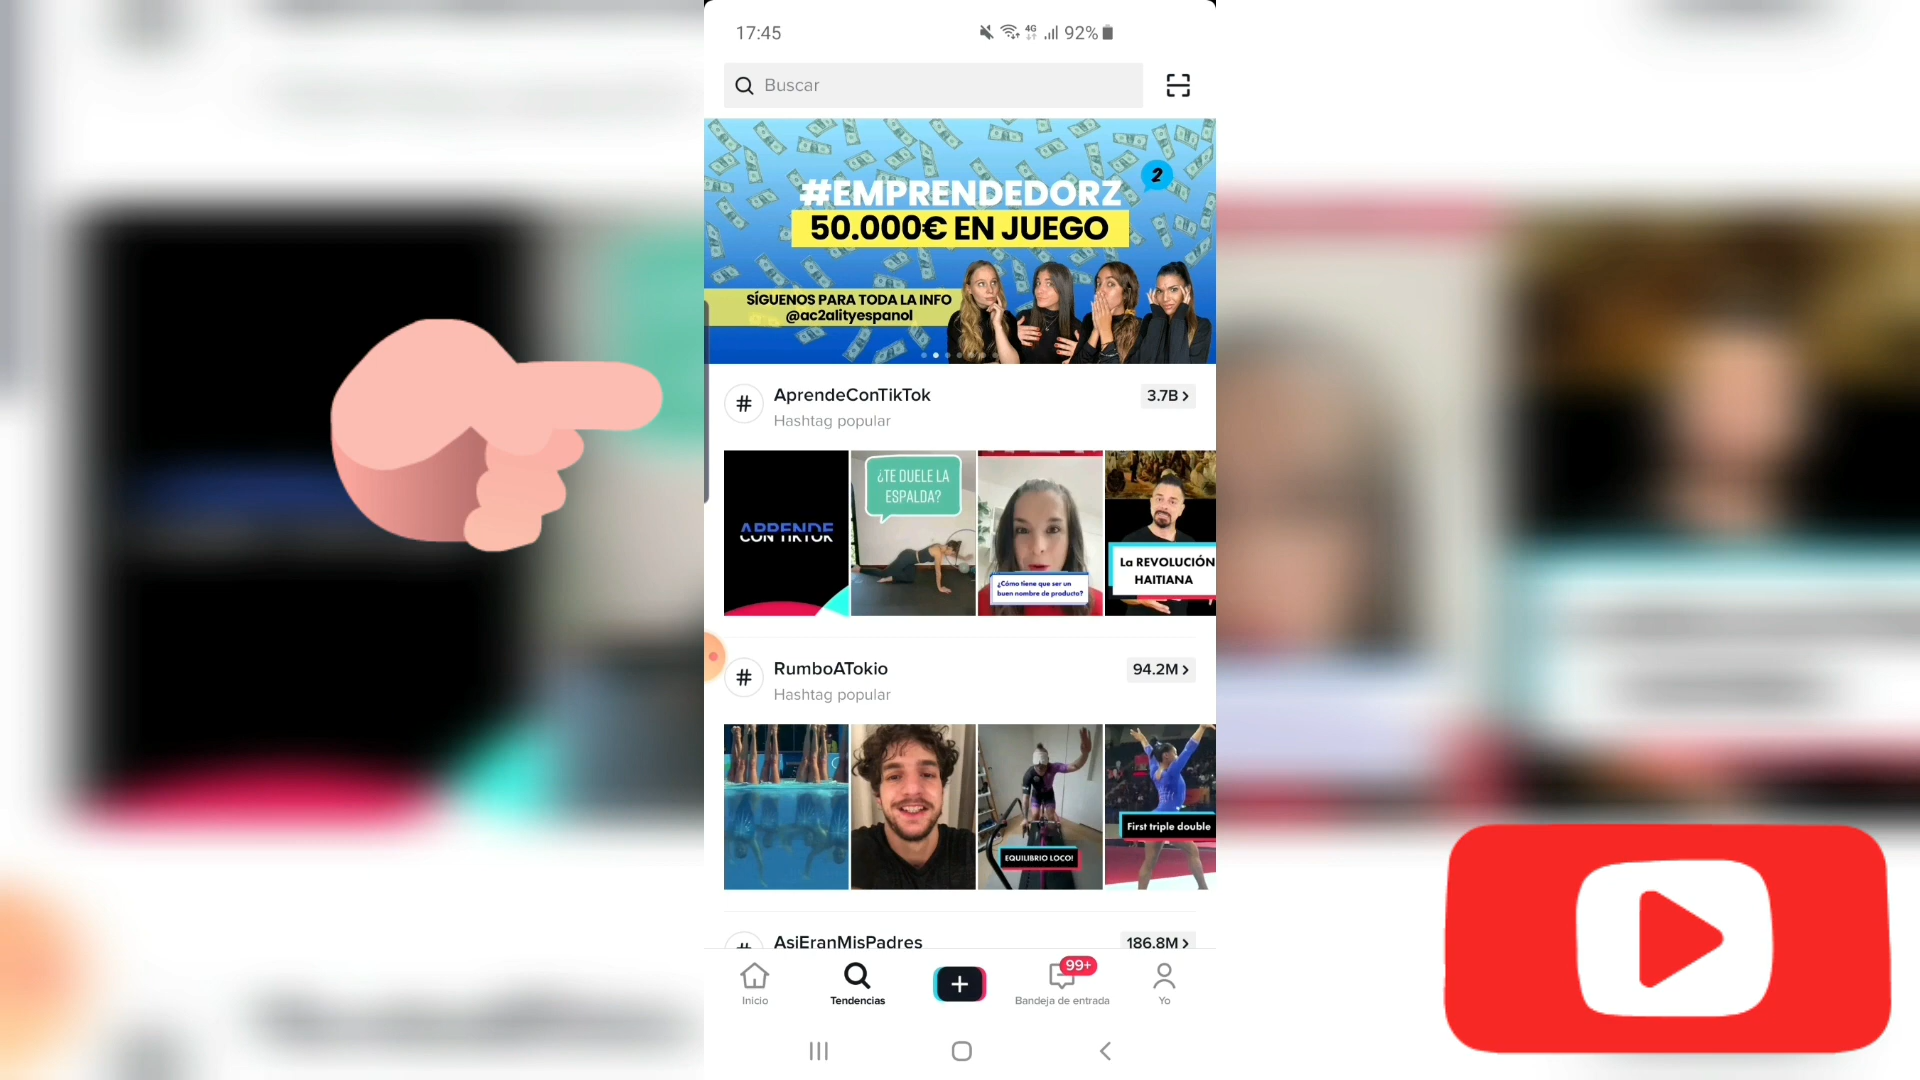 17:45
4G
92%
Buscar
#EMPRENDEDORZ
2
50.000€ EN JUEGO
SÍGUENOS PARA TODA LA INFO
@ac2alityespanol
#
AprendeConTikTok
3.7B >
Hashtag popular
APRENDE
CON TIKTOK
¿TE DUELE LA
ESPALDA?
¿Cómo tiene que ser un
buen nombre de producto?
La REVOLUCIÓN
HAITIANA
#
RumboATokio
94.2M >
Hashtag popular
EQUILIBRIO LOCO!
First triple double
#
AsiEranMisPadres
186.8M >
99+
Inicio
Tendencias
Bandeja de entrada
Yo